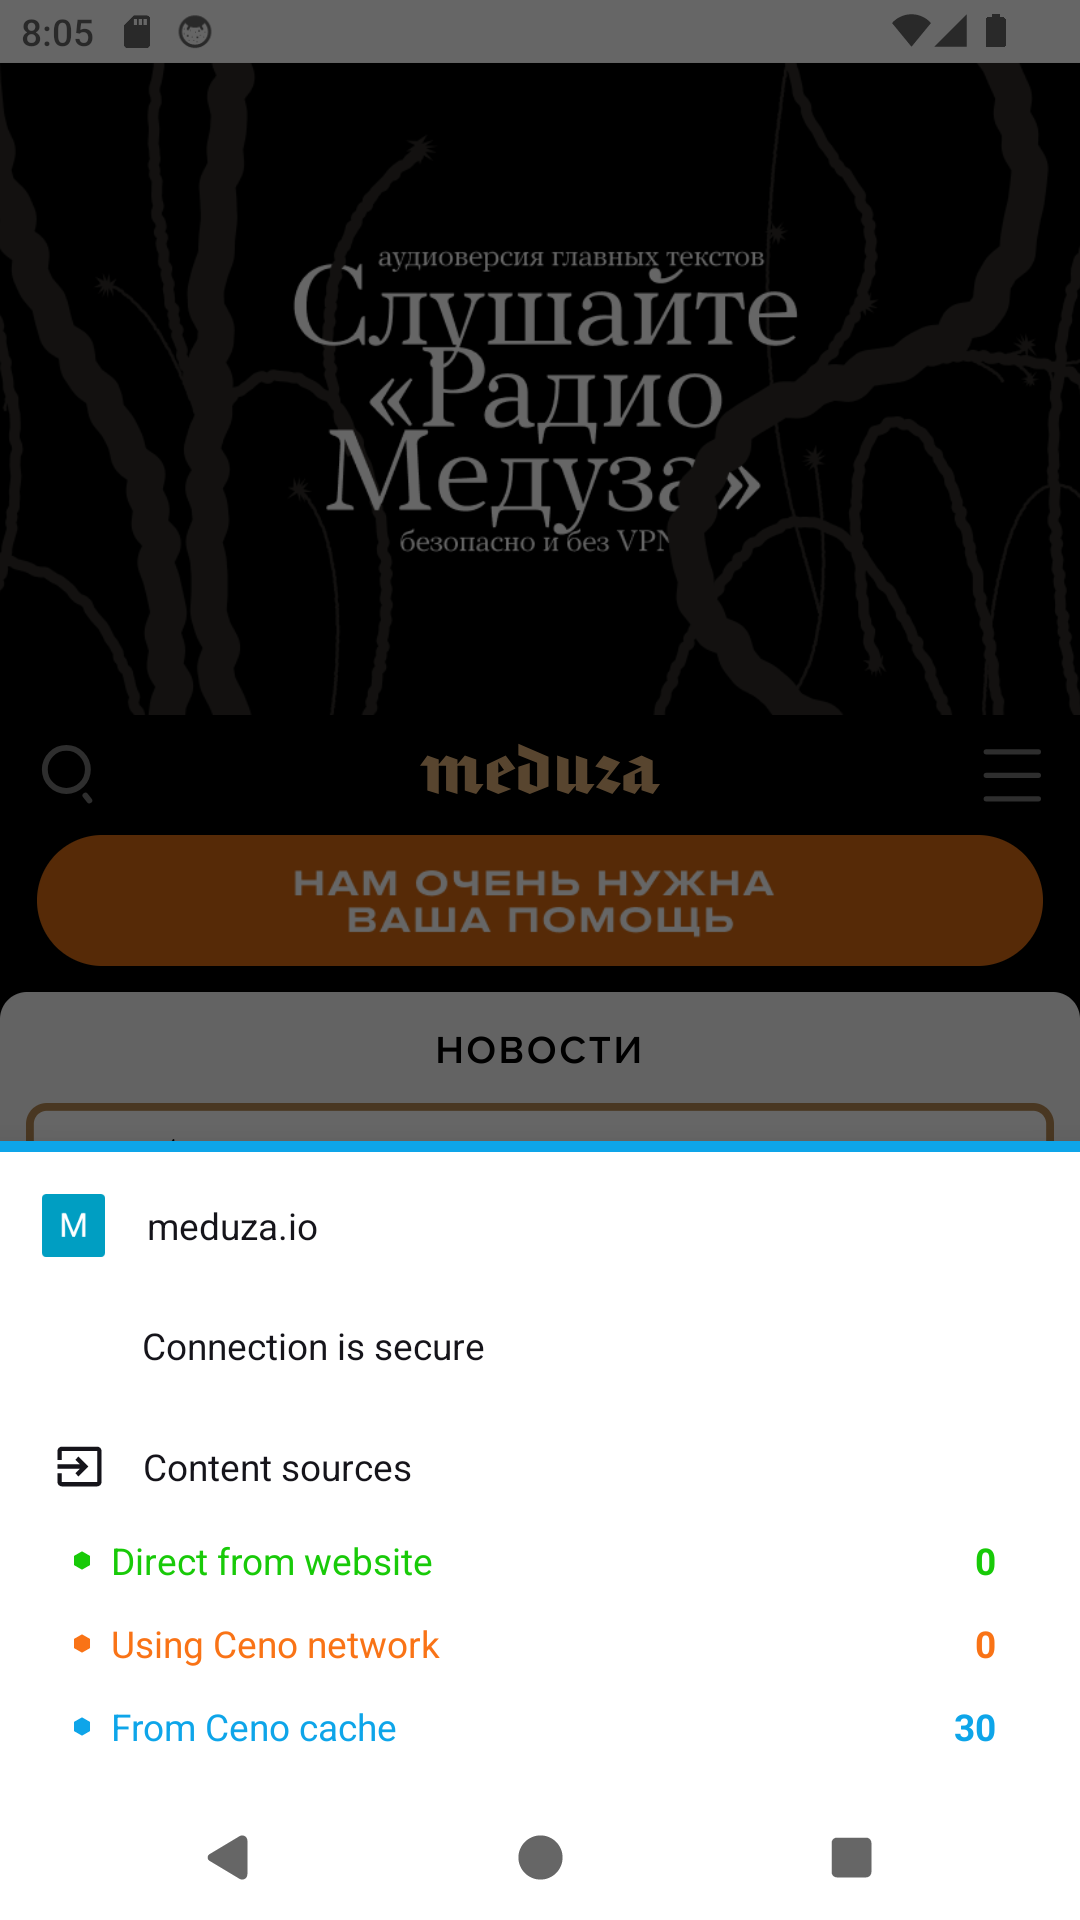 8:05
аудиоверсия главных текстов
Слушайте
«Радио
Медуза»
безопасно и без VPN
meduza
НАМ ОЧЕНЬ НУЖНА
ВАША ПОМОЩЬ
НОВОСТИ
M
meduza.io
Connection is secure
Content sources
Direct from website 0
Using Ceno network 0
From Ceno cache 30